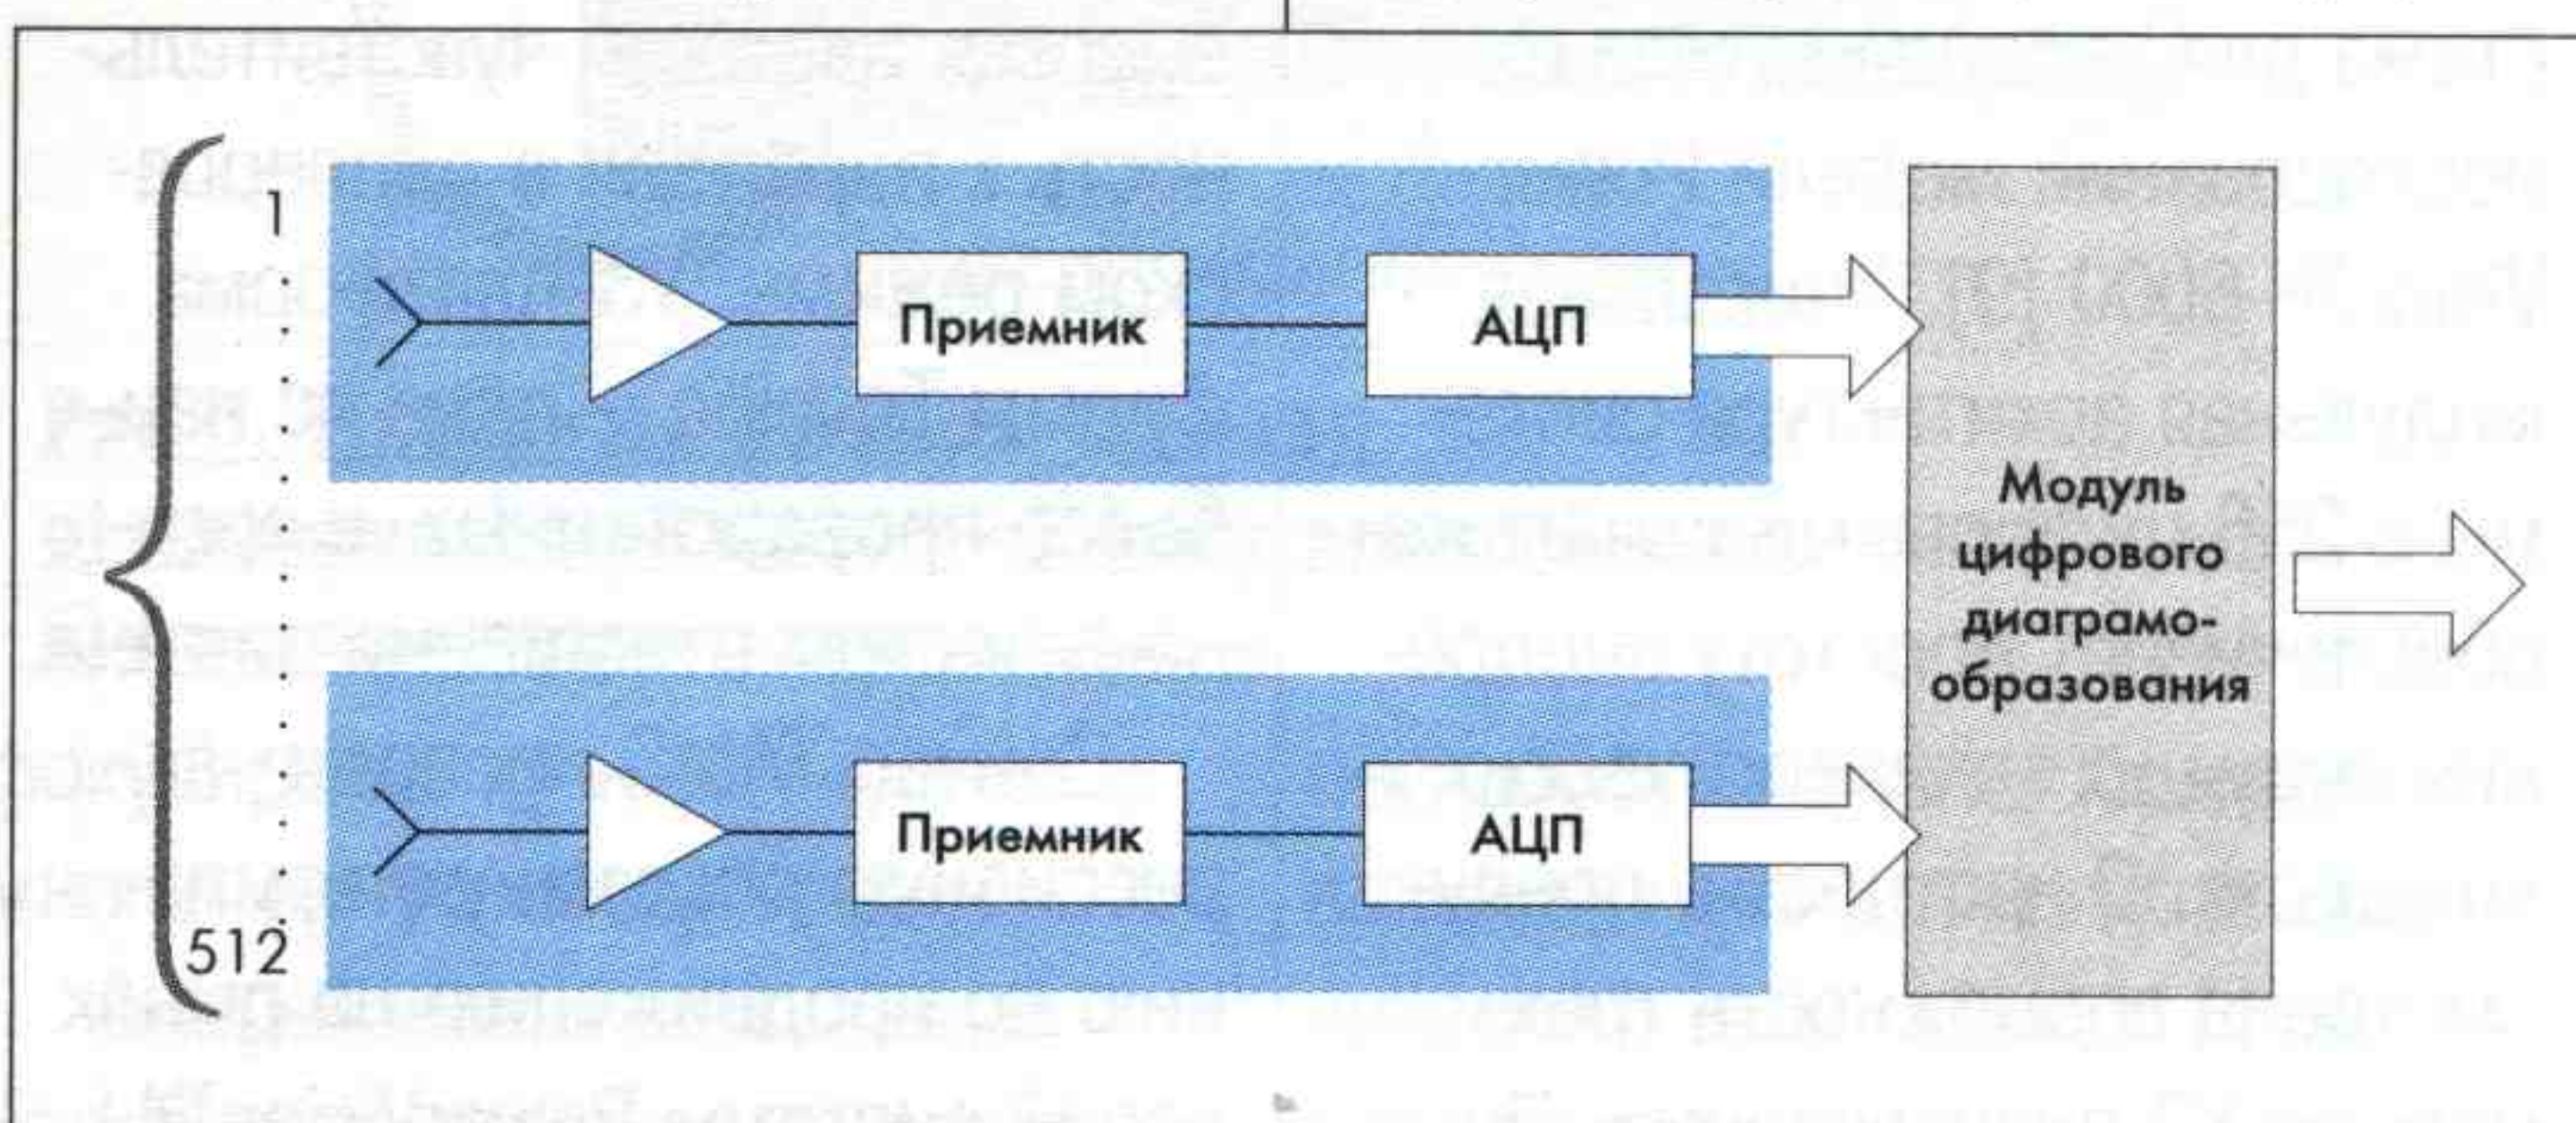 1
Приемник
АЦП
Модуль
цифрового
диаграмо-
образования
Приемник
АЦП
512